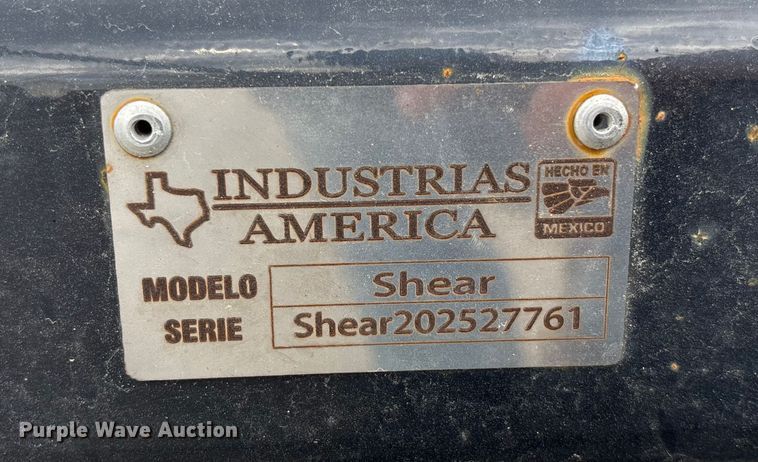 INDUSTRIAS
AMERICA
HECHO EN
MEXICO
MODELO Shear
SERIE Shear202527761
Purple Wave Auction